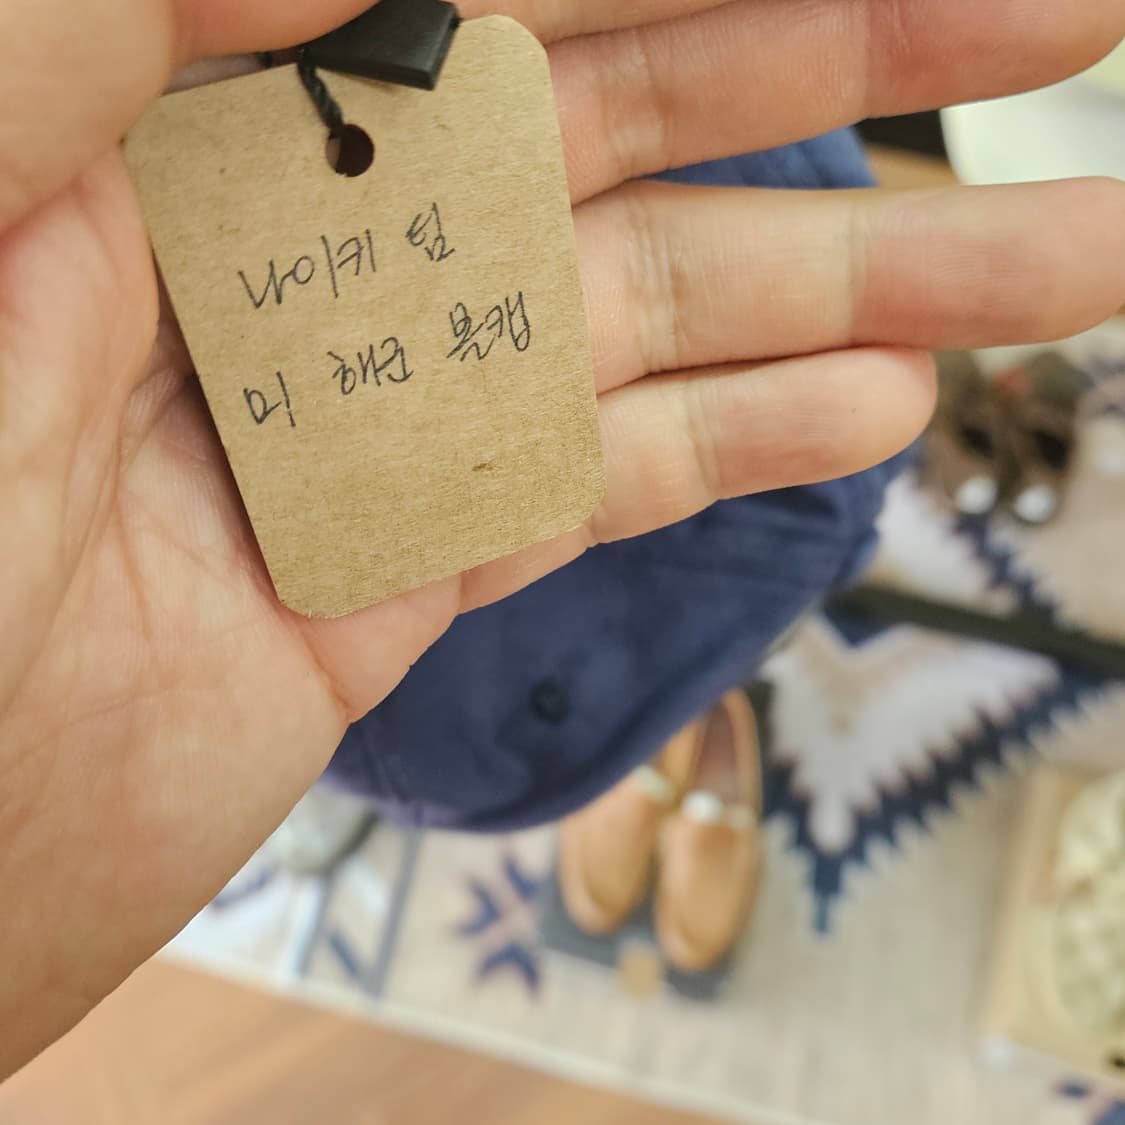 나이키 팀
미 해군 볼캡